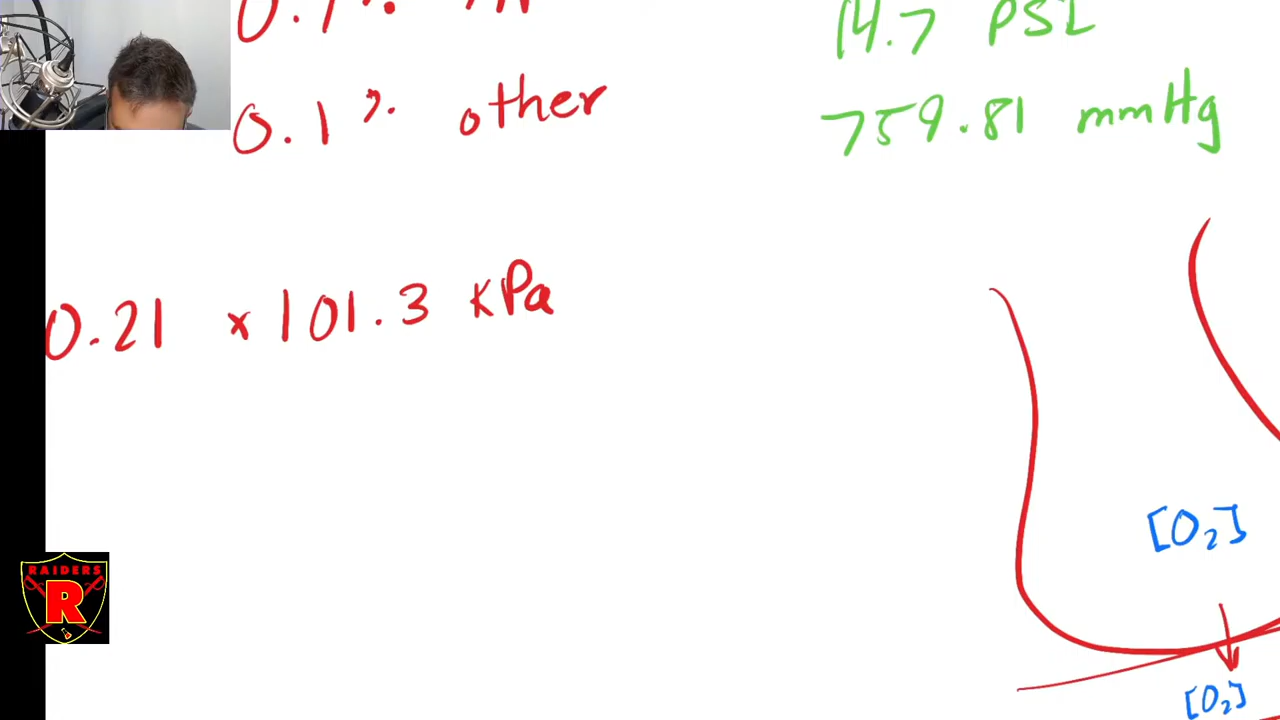 0.1% other
14.7 PSI
759.81 mmHg
0.21 x 101.3 kPa
[O₂]
[O₂]
RAIDERS
R